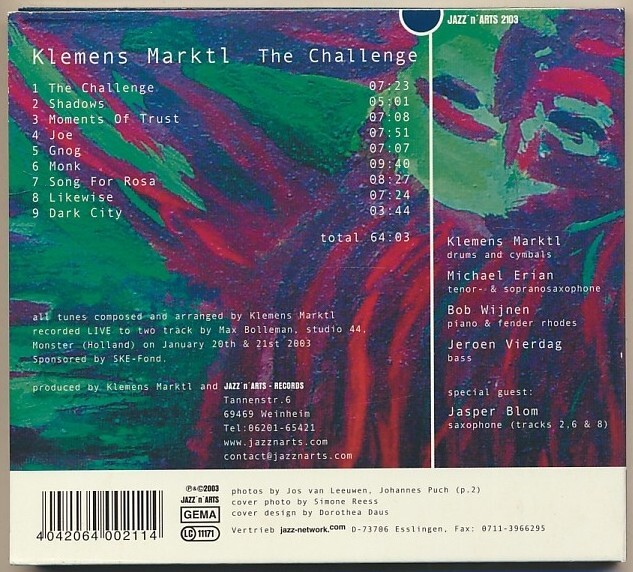 JAZZ'n'ARTS 2103
Klemens Marktl The Challenge
1 The Challenge 07:23
2 Shadows 05:01
3 Moments Of Trust 07:08
4 Joe 07:51
5 Gnog 07:07
6 Monk 09:40
7 Song For Rosa 08:27
8 Likewise 07:24
9 Dark City 03:44
total 64:03
Klemens Marktl
drums and cymbals
Michael Erian
tenor- & sopranosaxophone
Bob Wijnen
piano & fender rhodes
Jeroen Vierdag
bass
special guest:
Jasper Blom
saxophone (tracks 2,6 & 8)
all tunes composed and arranged by Klemens Marktl
recorded LIVE to two track by Max Bolleman, studio 44,
Monster (Holland) on January 20th & 21st 2003
Sponsored by SKE-Fond.
produced by Klemens Marktl and JAZZ'n'ARTS - RECORDS
Tannenstr.6
69469 Weinheim
Tel:06201-65421
www.jazznarts.com
contact@jazznarts.com
4042064002114
℗&©2003
JAZZ'n'ARTS
GEMA
LC 11171
photos by Jos van Leeuwen, Johannes Puch (p.2)
cover photo by Simone Reess
cover design by Dorothea Daus
Vertrieb jazz-network.com D-73706 Esslingen, Fax: 0711-3966295